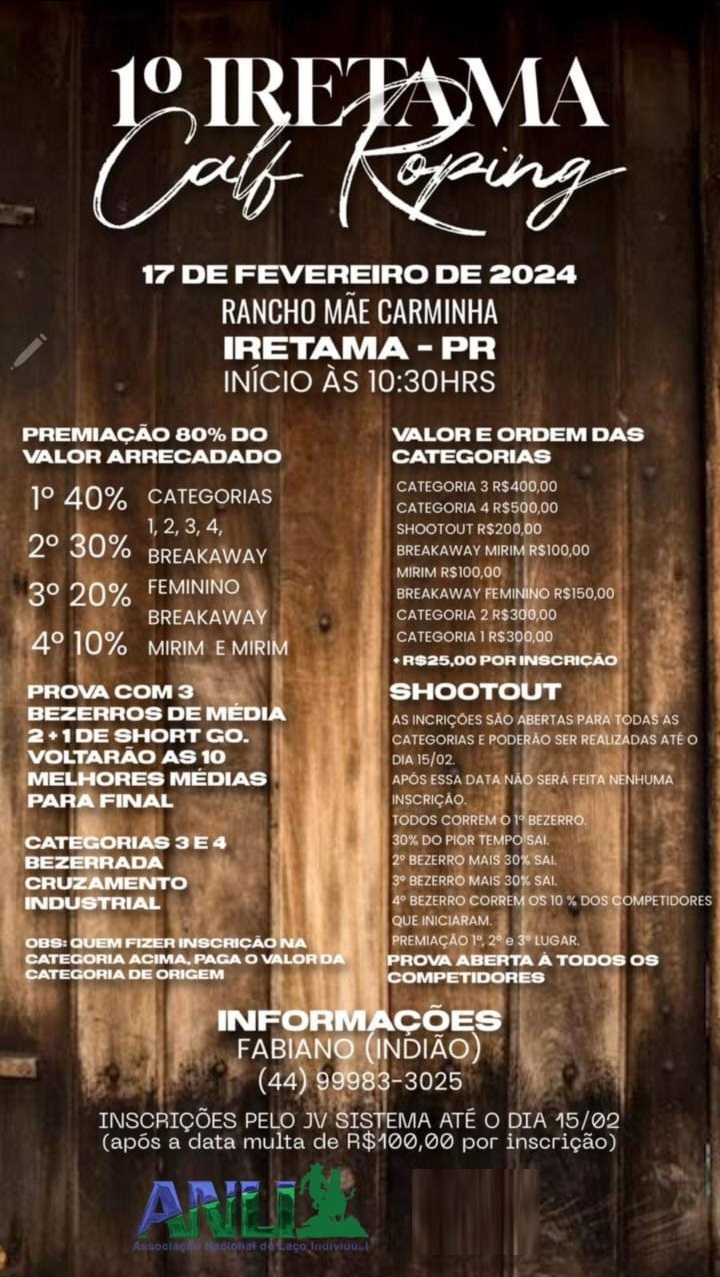 1º IRETAMA
Calf Roping
17 DE FEVEREIRO DE 2024
RANCHO MÃE CARMINHA
IRETAMA - PR
INÍCIO ÀS 10:30HRS
PREMIAÇÃO 80% DO
VALOR ARRECADADO
1º 40%
2º 30%
3º 20%
4º 10%
CATEGORIAS
1, 2, 3, 4,
BREAKAWAY
FEMININO
BREAKAWAY
MIRIM E MIRIM
PROVA COM 3
BEZERROS DE MÉDIA
2 + 1 DE SHORT GO.
VOLTARÃO AS 10
MELHORES MÉDIAS
PARA FINAL
CATEGORIAS 3 E 4
BEZERRADA
CRUZAMENTO
INDUSTRIAL
OBS: QUEM FIZER INSCRIÇÃO NA
CATEGORIA ACIMA, PAGA O VALOR DA
CATEGORIA DE ORIGEM
VALOR E ORDEM DAS
CATEGORIAS
CATEGORIA 3 R$400,00
CATEGORIA 4 R$500,00
SHOOTOUT R$200,00
BREAKAWAY MIRIM R$100,00
MIRIM R$100,00
BREAKAWAY FEMININO R$150,00
CATEGORIA 2 R$300,00
CATEGORIA 1 R$300,00
+ R$25,00 POR INSCRIÇÃO
SHOOTOUT
AS INCRIÇÕES SÃO ABERTAS PARA TODAS AS
CATEGORIAS E PODERÃO SER REALIZADAS ATÉ O
DIA 15/02.
APÓS ESSA DATA NÃO SERÁ FEITA NENHUMA
INSCRIÇÃO.
TODOS CORREM O 1º BEZERRO.
30% DO PIOR TEMPO SAI.
2º BEZERRO MAIS 30% SAI.
3º BEZERRO MAIS 30% SAI.
4º BEZERRO CORREM OS 10 % DOS COMPETIDORES
QUE INICIARAM.
PREMIAÇÃO 1º, 2º e 3º LUGAR.
PROVA ABERTA À TODOS OS
COMPETIDORES
INFORMAÇÕES
FABIANO (INDIÃO)
(44) 99983-3025
INSCRIÇÕES PELO JV SISTEMA ATÉ O DIA 15/02
(após a data multa de R$100,00 por inscrição)
ANLI
Associação Nacional do Laço Individual